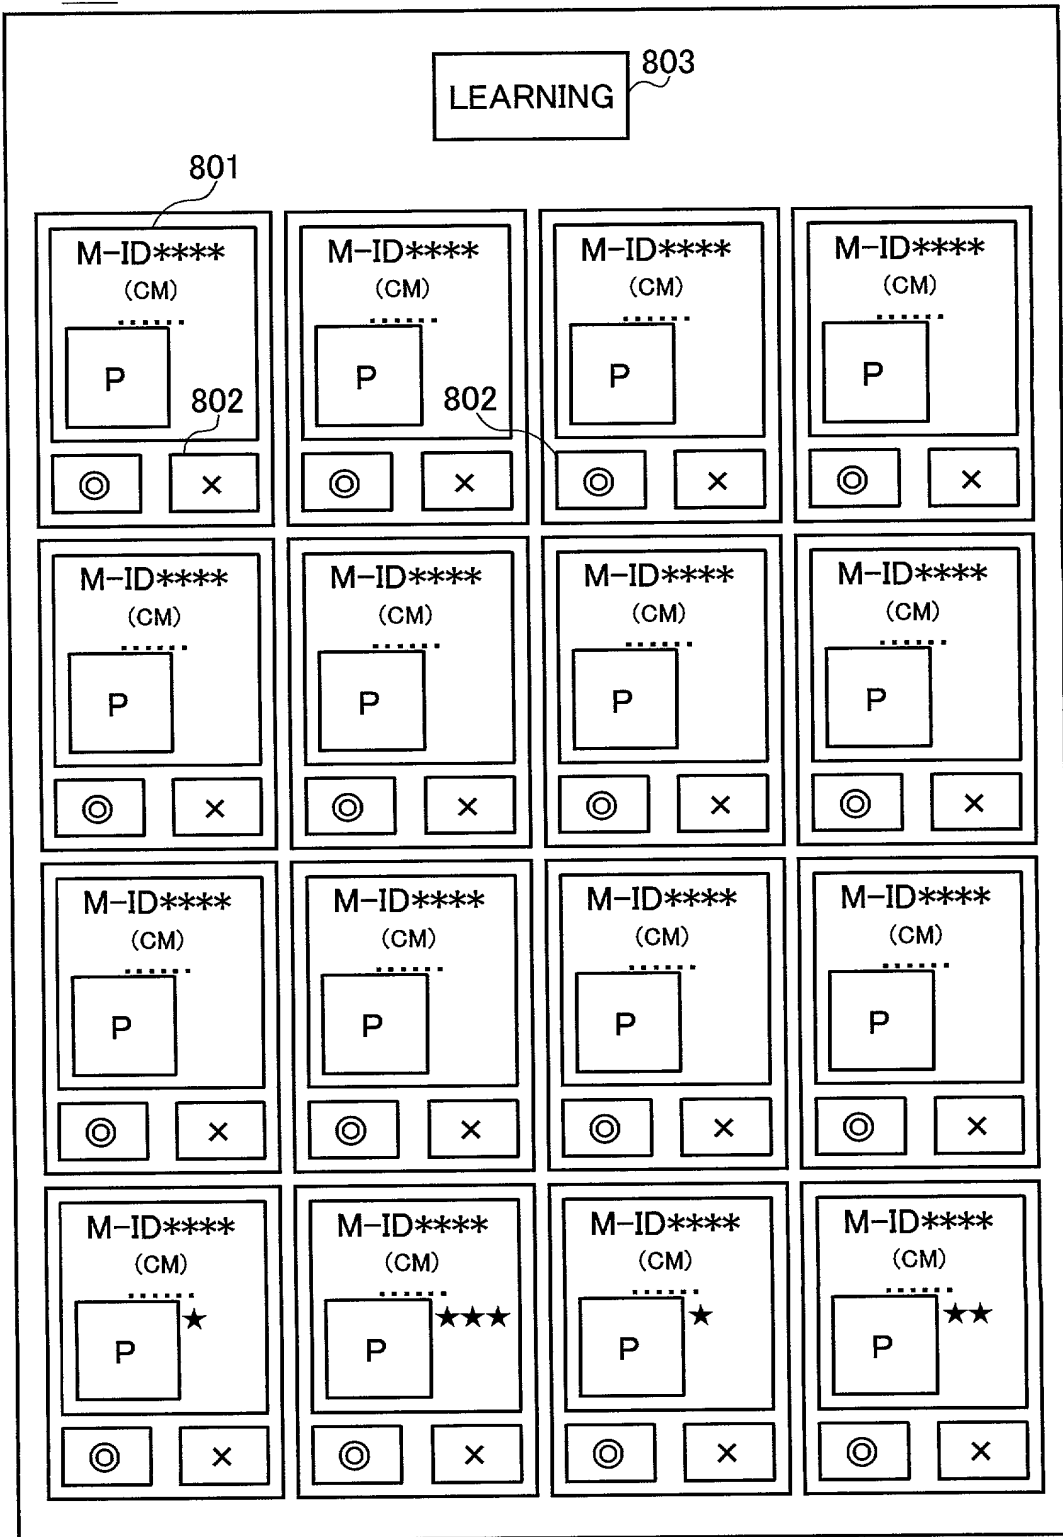 803
LEARNING
801
M-ID**** M-ID**** M-ID**** M-ID****
(CM) (CM) (CM) (CM)
...... ...... ...... ......
P P P P
802 802
◎ × ◎ × ◎ × ◎ ×
M-ID**** M-ID**** M-ID**** M-ID****
(CM) (CM) (CM) (CM)
...... ...... ...... ......
P P P P
◎ × ◎ × ◎ × ◎ ×
M-ID**** M-ID**** M-ID**** M-ID****
(CM) (CM) (CM) (CM)
...... ...... ...... ......
P P P P
◎ × ◎ × ◎ × ◎ ×
M-ID**** M-ID**** M-ID**** M-ID****
(CM) (CM) (CM) (CM)
...... ...... ...... ......
★ ★★★ ★ ★★
P P P P
◎ × ◎ × ◎ × ◎ ×